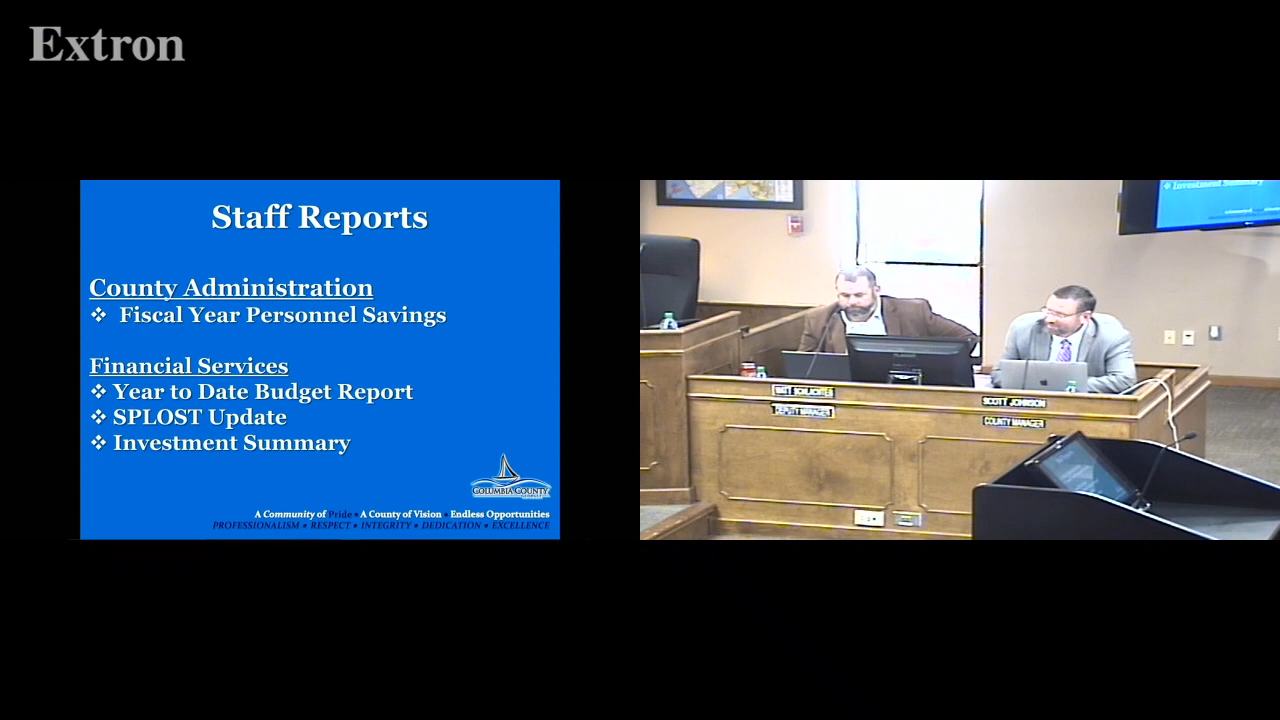 Extron
Staff Reports
County Administration
❖ Fiscal Year Personnel Savings
Financial Services
❖ Year to Date Budget Report
❖ SPLOST Update
❖ Investment Summary
COLUMBIA COUNTY
A Community of Pride • A County of Vision • Endless Opportunities
PROFESSIONALISM • RESPECT • INTEGRITY • DEDICATION • EXCELLENCE
❖ Investment Summary
DEPUTY MANAGER
SCOTT JOHNSON
COUNTY MANAGER